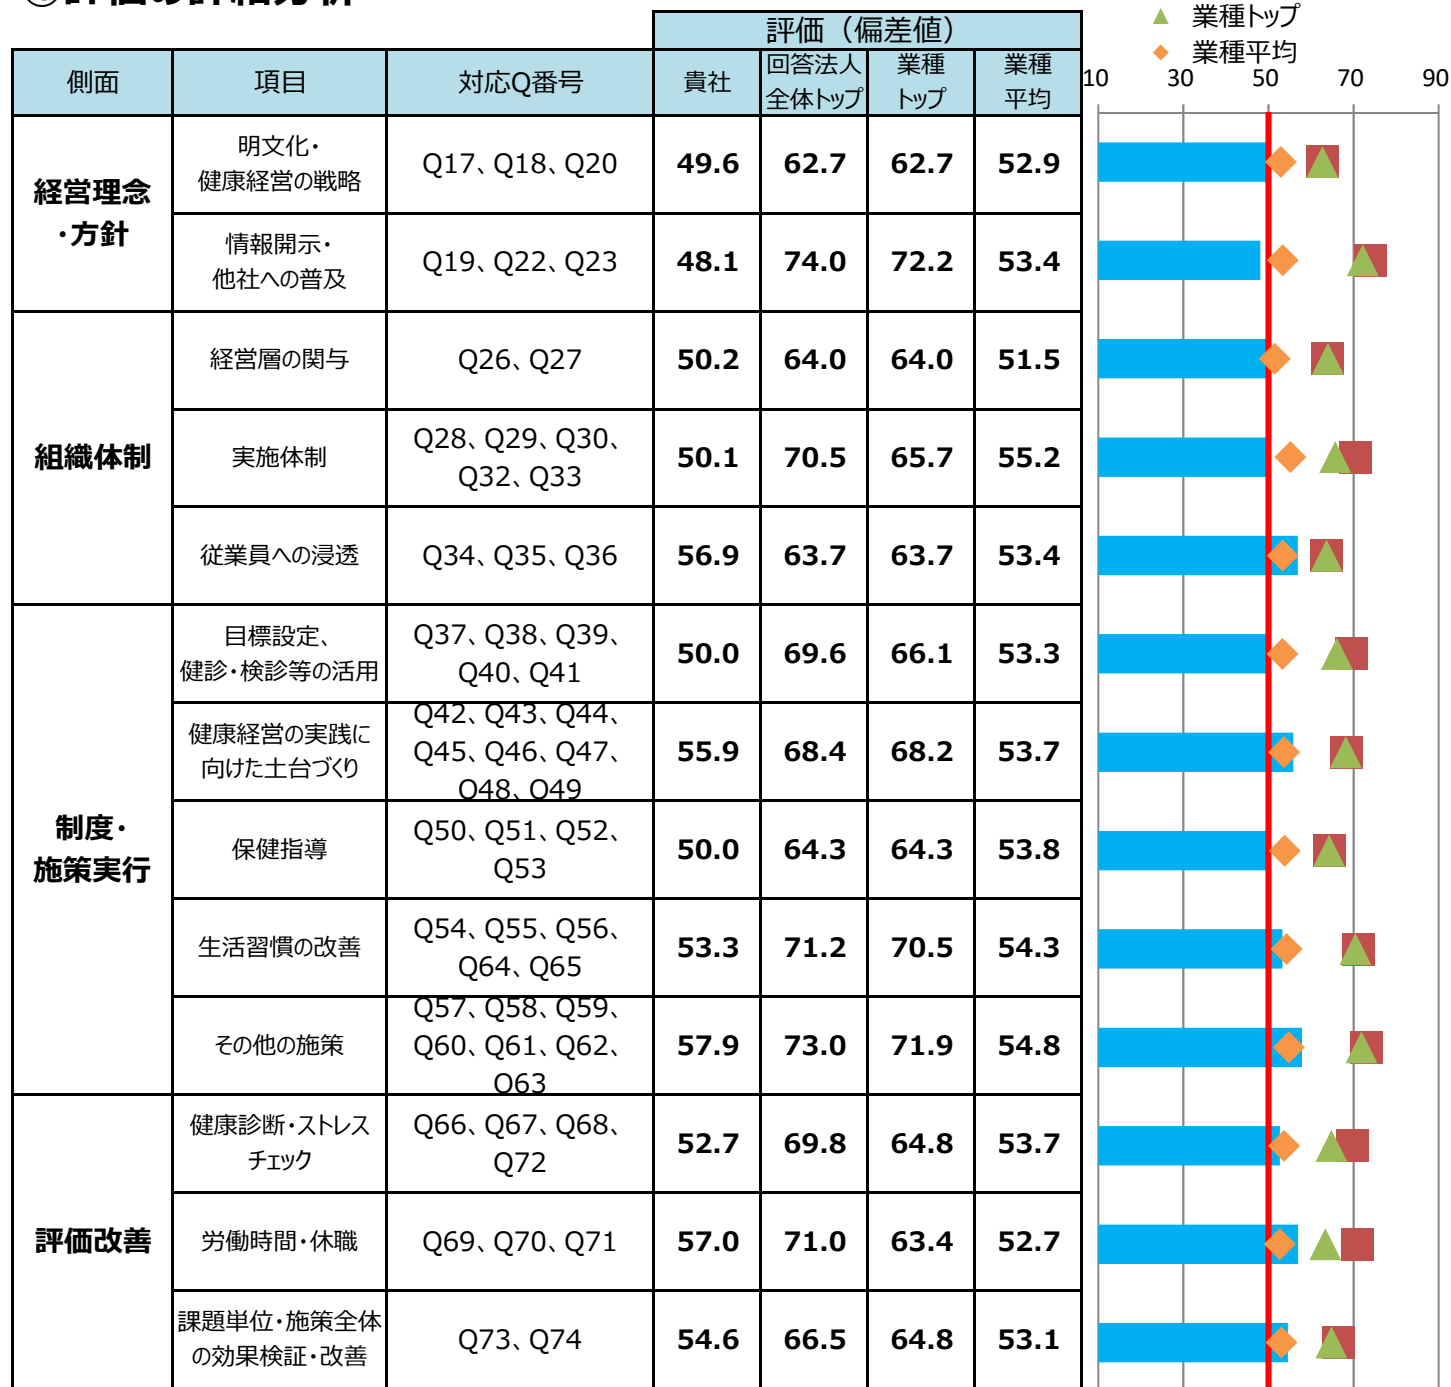 評価(偏差値)
▲ 業種トップ
◆ 業種平均
側面 項目 対応Q番号 貴社 回答法人 業種 業種
全体トップ トップ 平均
10 30 50 70 90
経営理念
・方針
明文化・
健康経営の戦略
Q17、Q18、Q20 49.6 62.7 62.7 52.9
情報開示・
他社への普及
Q19、Q22、Q23 48.1 74.0 72.2 53.4
組織体制
経営層の関与 Q26、Q27 50.2 64.0 64.0 51.5
実施体制
Q28、Q29、Q30、
Q32、Q33
50.1 70.5 65.7 55.2
従業員への浸透 Q34、Q35、Q36 56.9 63.7 63.7 53.4
制度・
施策実行
目標設定、
健診・検診等の活用
Q37、Q38、Q39、
Q40、Q41
50.0 69.6 66.1 53.3
健康経営の実践に
向けた土台づくり
Q42、Q43、Q44、
Q45、Q46、Q47、
Q48、Q49
55.9 68.4 68.2 53.7
保健指導
Q50、Q51、Q52、
Q53
50.0 64.3 64.3 53.8
生活習慣の改善
Q54、Q55、Q56、
Q64、Q65
53.3 71.2 70.5 54.3
その他の施策
Q57、Q58、Q59、
Q60、Q61、Q62、
Q63
57.9 73.0 71.9 54.8
評価改善
健康診断・ストレス
チェック
Q66、Q67、Q68、
Q72
52.7 69.8 64.8 53.7
労働時間・休職 Q69、Q70、Q71 57.0 71.0 63.4 52.7
課題単位・施策全体
の効果検証・改善
Q73、Q74 54.6 66.5 64.8 53.1